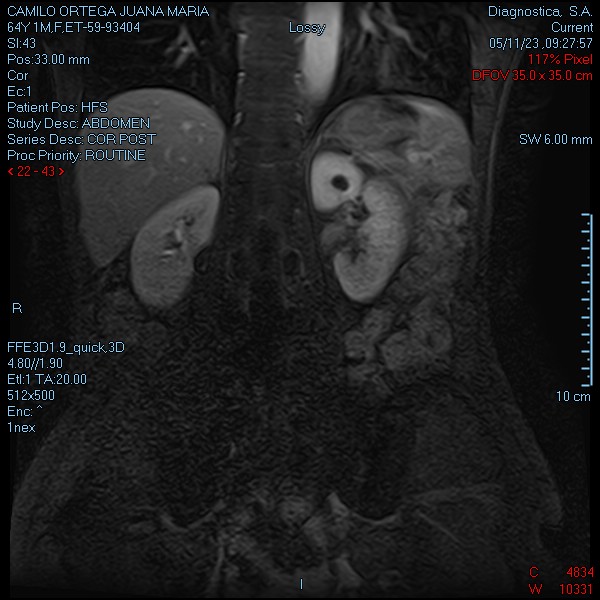 CAMILO ORTEGA JUANA MARIA
64Y 1M,F,ET-59-93404
SI:43
Pos:33.00 mm
Cor
Ec:1
Patient Pos: HFS
Study Desc: ABDOMEN
Series Desc: COR POST
Proc Priority: ROUTINE
< 22 - 43 >
Lossy
Diagnostica, S.A.
Current
05/11/23 ,09:27:57
117% Pixel
DFOV 35.0 x 35.0 cm
SW 6.00 mm
R
10 cm
FFE3D1.9_quick,3D
4.80//1.90
Etl:1 TA:20.00
512x500
Enc: ^
1nex
I
C 4834
W 10331